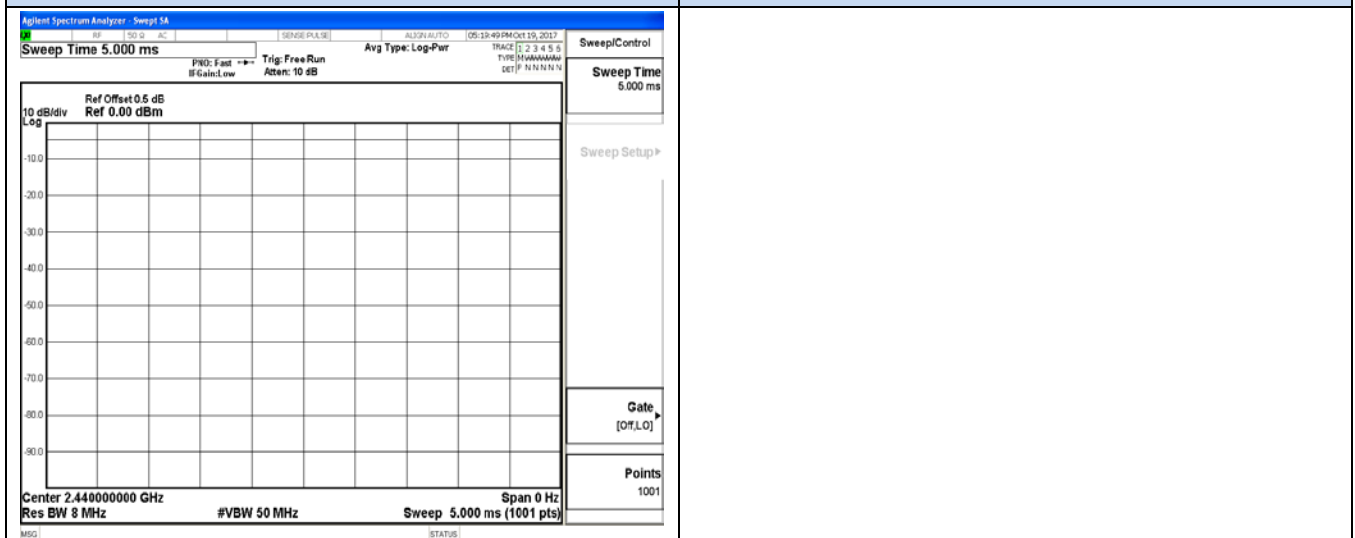 Agilent Spectrum Analyzer - Swept SA
RF 50 Ω AC SENSE:PULSE ALIGNAUTO 05:19:49 PM Oct 19, 2017
Sweep Time 5.000 ms
Avg Type: Log-Pwr
TRACE 1 2 3 4 5 6
TYPE MWWWWW
DET P N N N N N
PNO: Fast
IFGain:Low
Trig: Free Run
Atten: 10 dB
Ref Offset 0.5 dB
10 dB/div Ref 0.00 dBm
Log
-10.0
-20.0
-30.0
-40.0
-50.0
-60.0
-70.0
-80.0
-90.0
Center 2.440000000 GHz Span 0 Hz
Res BW 8 MHz #VBW 50 MHz Sweep 5.000 ms (1001 pts)
MSG STATUS
Sweep/Control
Sweep Time
5.000 ms
Sweep Setup
Gate
[Off,LO]
Points
1001